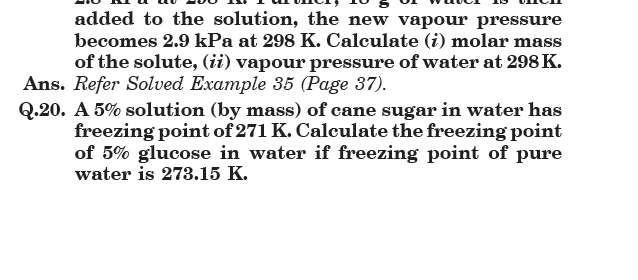 added to the solution, the new vapour pressure
becomes 2.9 kPa at 298 K. Calculate (i) molar mass
of the solute, (ii) vapour pressure of water at 298 K.
Ans. Refer Solved Example 35 (Page 37).
Q.20. A 5% solution (by mass) of cane sugar in water has
freezing point of 271 K. Calculate the freezing point
of 5% glucose in water if freezing point of pure
water is 273.15 K.